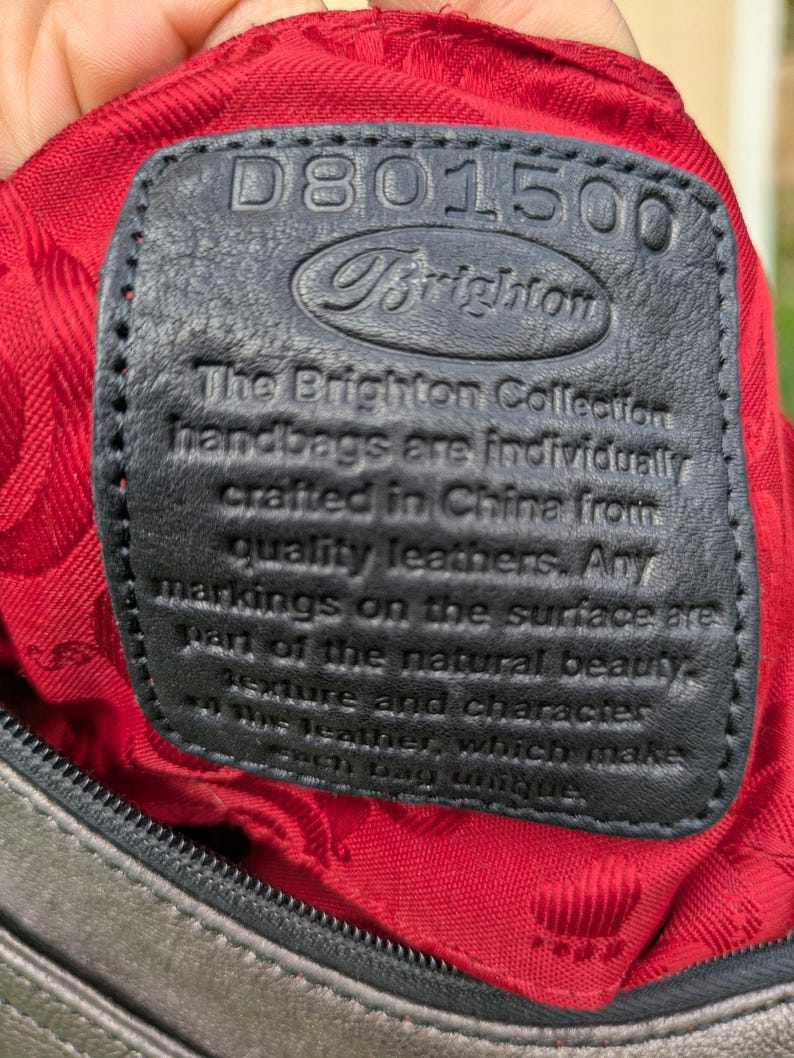 D801500
Brighton
The Brighton Collection
handbags are individually
crafted in China from
quality leathers. Any
markings on the surface are
part of the natural beauty,
texture and character
of the leather, which make
each bag unique.